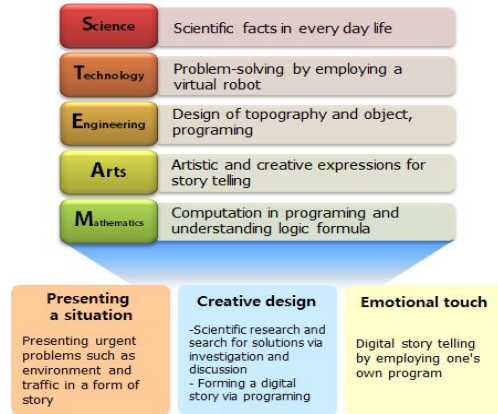 Science
Scientific facts in every day life
Technology
Problem-solving by employing a
virtual robot
Engineering
Design of topography and object,
programing
Arts
Artistic and creative expressions for
story telling
Mathematics
Computation in programing and
understanding logic formula
Presenting
a situation
Presenting urgent
problems such as
environment and
traffic in a form of
story
Creative design
-Scientific research and
search for solutions via
investigation and
discussion
- Forming a digital
story via programing
Emotional touch
Digital story telling
by employing one's
own program